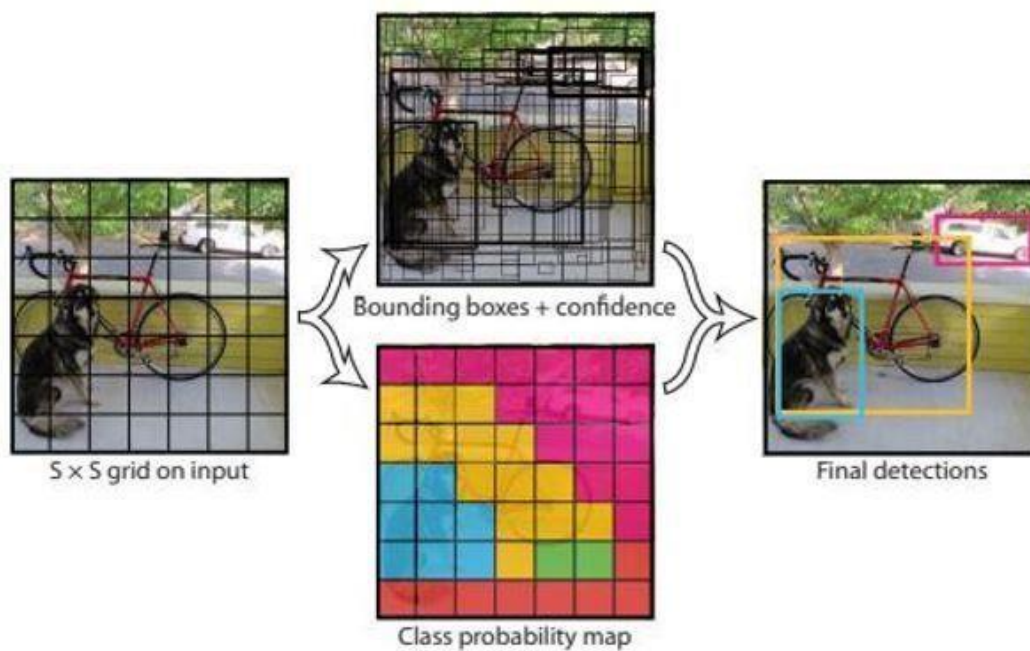 Bounding boxes + confidence
S × S grid on input
Final detections
Class probability map